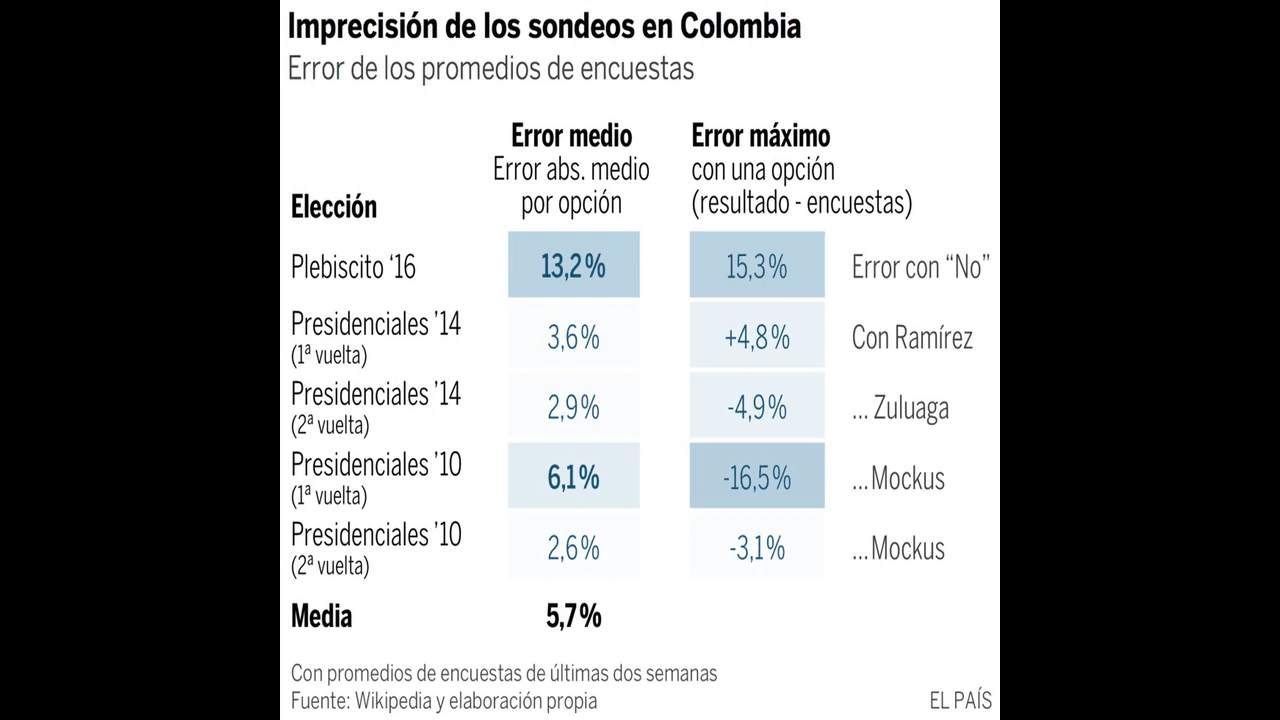 Imprecisión de los sondeos en Colombia
Error de los promedios de encuestas
Elección
Error medio
Error abs. medio
por opción
Error máximo
con una opción
(resultado - encuestas)
Plebiscito ‘16 13,2% 15,3% Error con “No”
Presidenciales ’14
(1ª vuelta) 3,6% +4,8% Con Ramírez
Presidenciales ’14
(2ª vuelta) 2,9% -4,9% ... Zuluaga
Presidenciales ’10
(1ª vuelta) 6,1% -16,5% ...Mockus
Presidenciales ’10
(2ª vuelta) 2,6% -3,1% ...Mockus
Media 5,7%
Con promedios de encuestas de últimas dos semanas
Fuente: Wikipedia y elaboración propia
EL PAÍS